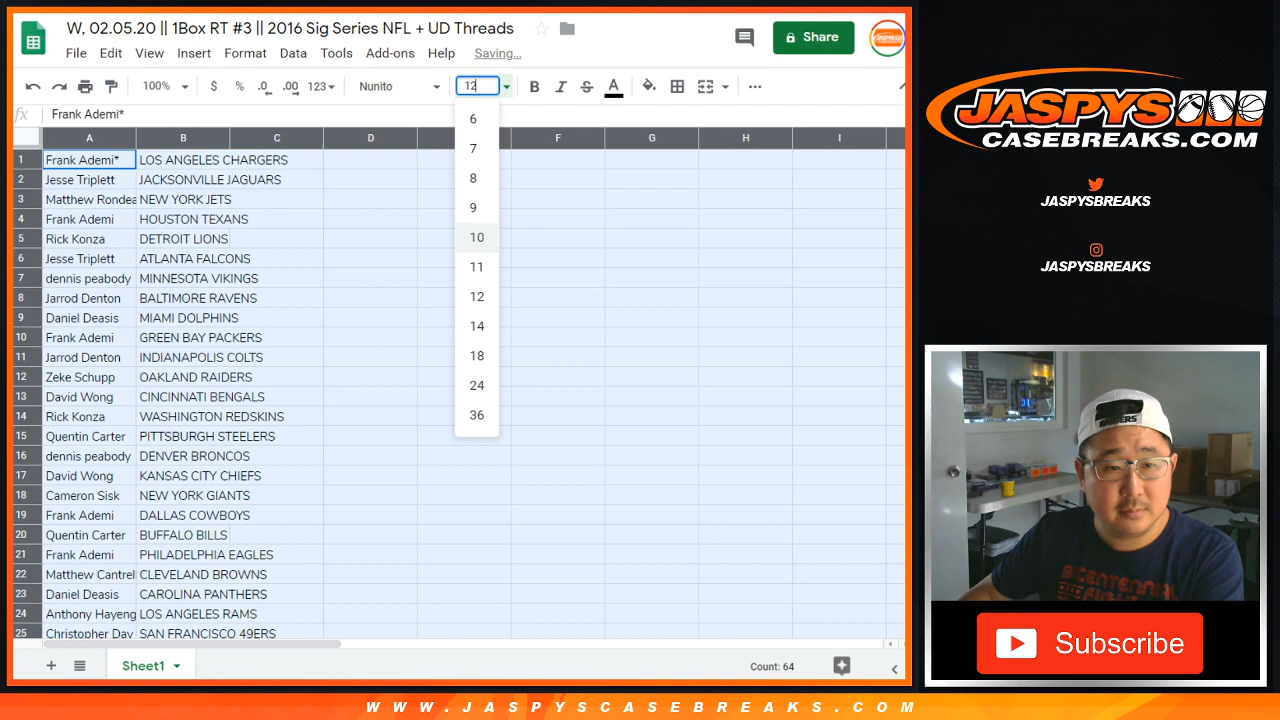 W, 02.05.20 || 1Box RT #3 || 2016 Sig Series NFL + UD Threads
File Edit View Insert Format Data Tools Add-ons Help Saving...
Share
100% $ % .0 .00 123 Nunito 12 B I S A
fx Frank Ademi*
A B C D F G H I
1 Frank Ademi* LOS ANGELES CHARGERS
2 Jesse Triplett JACKSONVILLE JAGUARS
3 Matthew Rondea NEW YORK JETS
4 Frank Ademi HOUSTON TEXANS
5 Rick Konza DETROIT LIONS
6 Jesse Triplett ATLANTA FALCONS
7 dennis peabody MINNESOTA VIKINGS
8 Jarrod Denton BALTIMORE RAVENS
9 Daniel Deasis MIAMI DOLPHINS
10 Frank Ademi GREEN BAY PACKERS
11 Jarrod Denton INDIANAPOLIS COLTS
12 Zeke Schupp OAKLAND RAIDERS
13 David Wong CINCINNATI BENGALS
14 Rick Konza WASHINGTON REDSKINS
15 Quentin Carter PITTSBURGH STEELERS
16 dennis peabody DENVER BRONCOS
17 David Wong KANSAS CITY CHIEFS
18 Cameron Sisk NEW YORK GIANTS
19 Frank Ademi DALLAS COWBOYS
20 Quentin Carter BUFFALO BILLS
21 Frank Ademi PHILADELPHIA EAGLES
22 Matthew Cantrel CLEVELAND BROWNS
23 Daniel Deasis CAROLINA PANTHERS
24 Anthony Hayeng LOS ANGELES RAMS
25 Christopher Dav SAN FRANCISCO 49ERS
6
7
8
9
10
11
12
14
18
24
36
Sheet1
Count: 64
JASPYS
CASEBREAKS.COM
JASPYSBREAKS
JASPYSBREAKS
BICENTENNIAL
Subscribe
WWW.JASPYSCASEBREAKS.COM